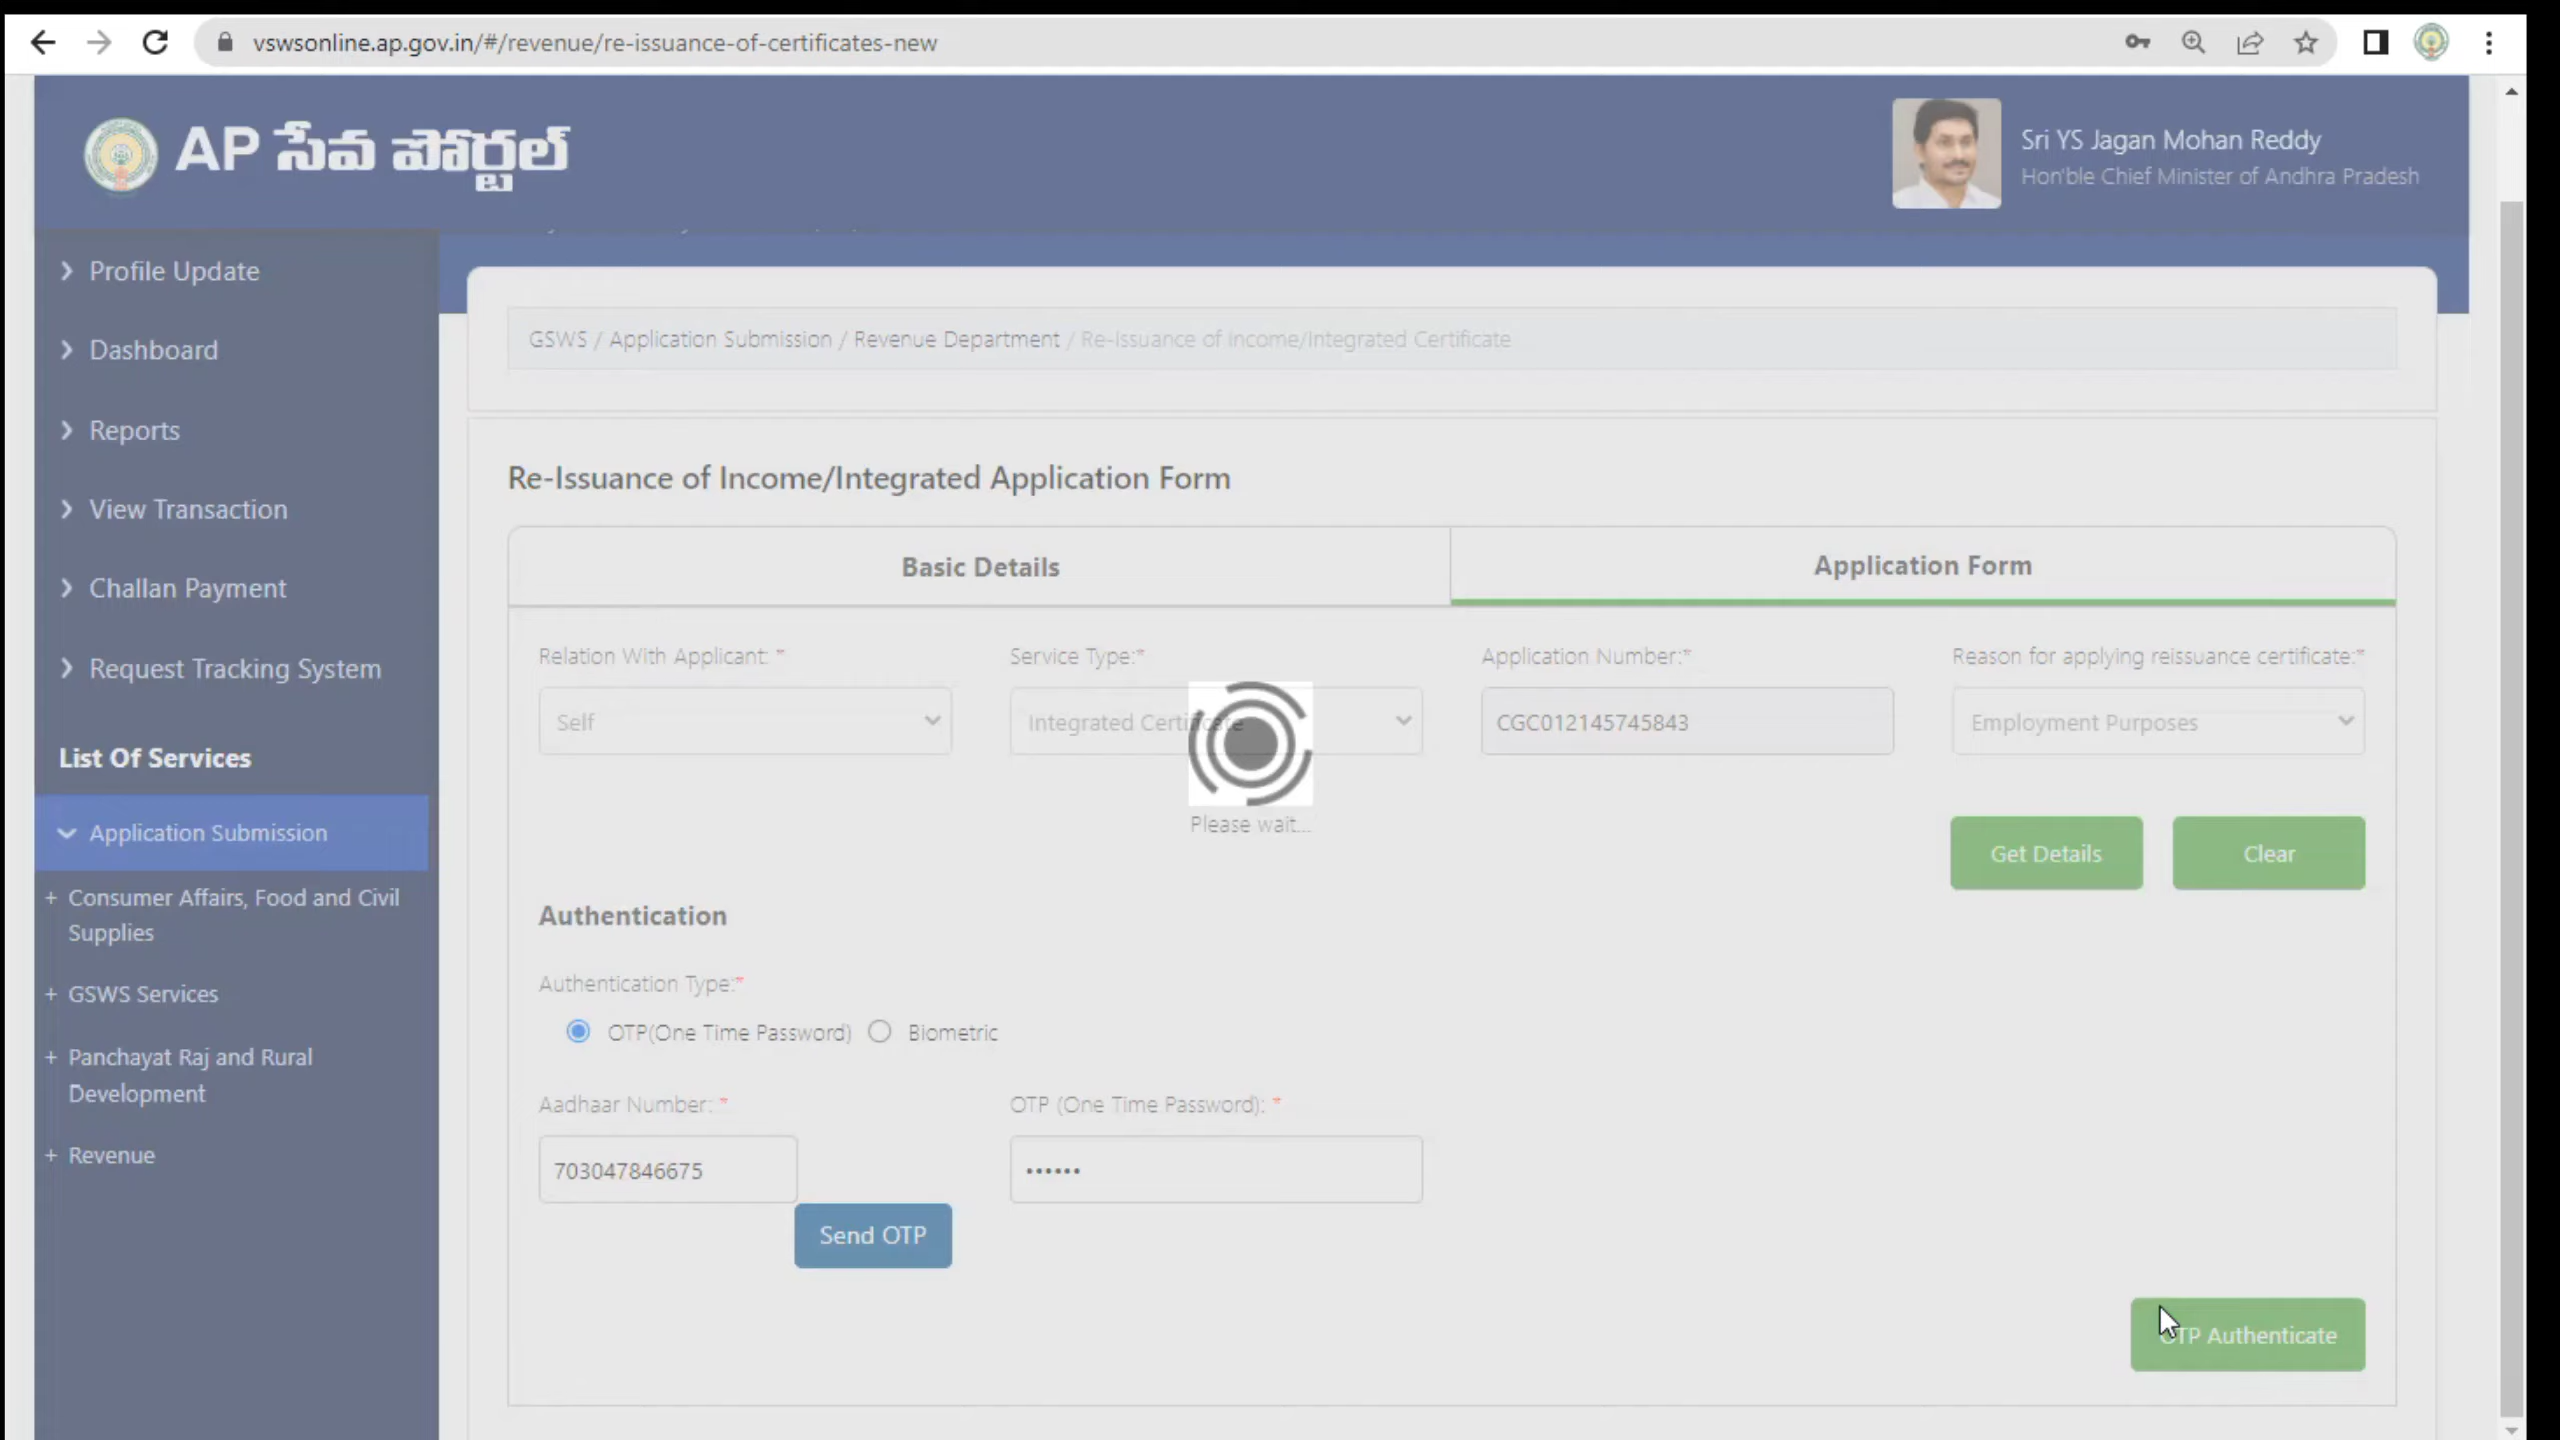 vswsonline.ap.gov.in/#/revenue/re-issuance-of-certificates-new
AP సేవ పోర్టల్
Sri YS Jagan Mohan Reddy
Hon'ble Chief Minister of Andhra Pradesh
Profile Update
Dashboard
Reports
View Transaction
Challan Payment
Request Tracking System
List Of Services
Application Submission
+ Consumer Affairs, Food and Civil
Supplies
+ GSWS Services
+ Panchayat Raj and Rural
Development
+ Revenue
GSWS / Application Submission / Revenue Department / Re-Issuance of Income/Integrated Certificate
Re-Issuance of Income/Integrated Application Form
Basic Details Application Form
Relation With Applicant: * Service Type:* Application Number:* Reason for applying reissuance certificate:*
Self Integrated Certificate CGC012145745843 Employment Purposes
Please wait...
Get Details Clear
Authentication
Authentication Type:*
OTP(One Time Password) Biometric
Aadhaar Number: * OTP (One Time Password): *
703047846675 ••••••
Send OTP
OTP Authenticate